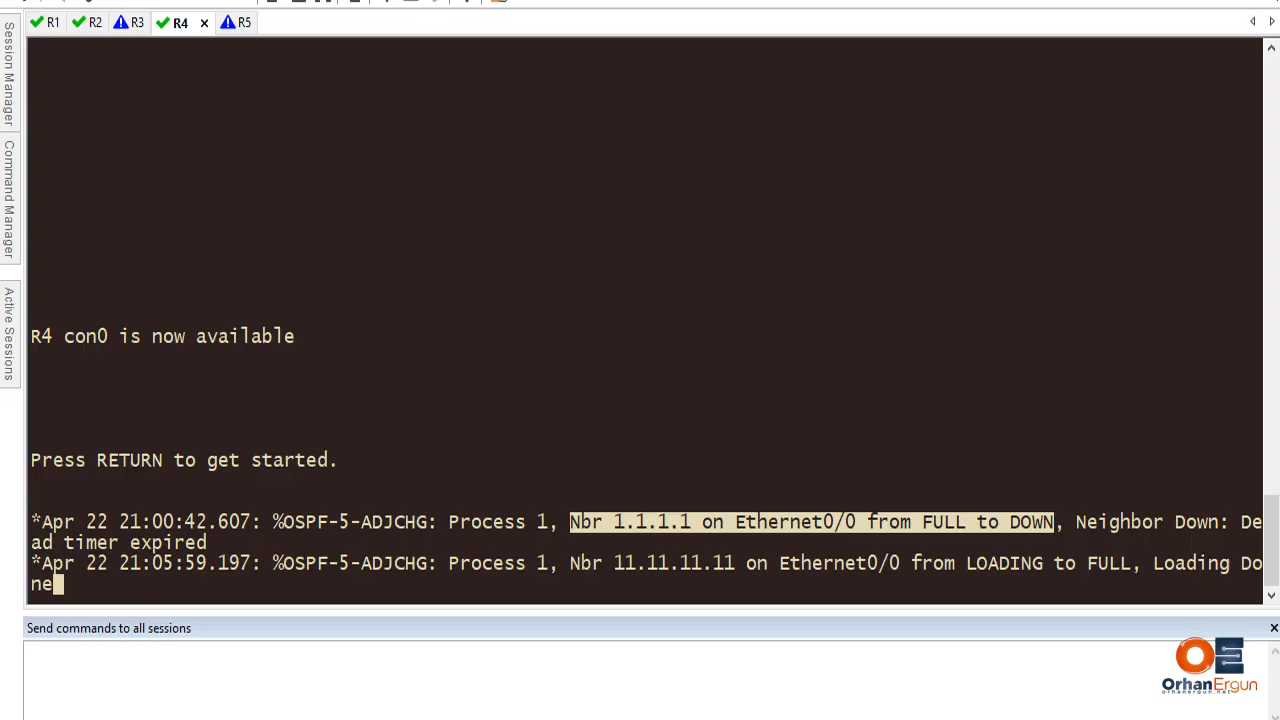 R1
R2
R3
R4
×
R5
Session Manager
Command Manager
Active Sessions
R4 con0 is now available
Press RETURN to get started.
*Apr 22 21:00:42.607: %OSPF-5-ADJCHG: Process 1, Nbr 1.1.1.1 on Ethernet0/0 from FULL to DOWN, Neighbor Down: De
ad timer expired
*Apr 22 21:05:59.197: %OSPF-5-ADJCHG: Process 1, Nbr 11.11.11.11 on Ethernet0/0 from LOADING to FULL, Loading Do
ne
Send commands to all sessions
×
OE
OrhanErgun
orhanergun.net